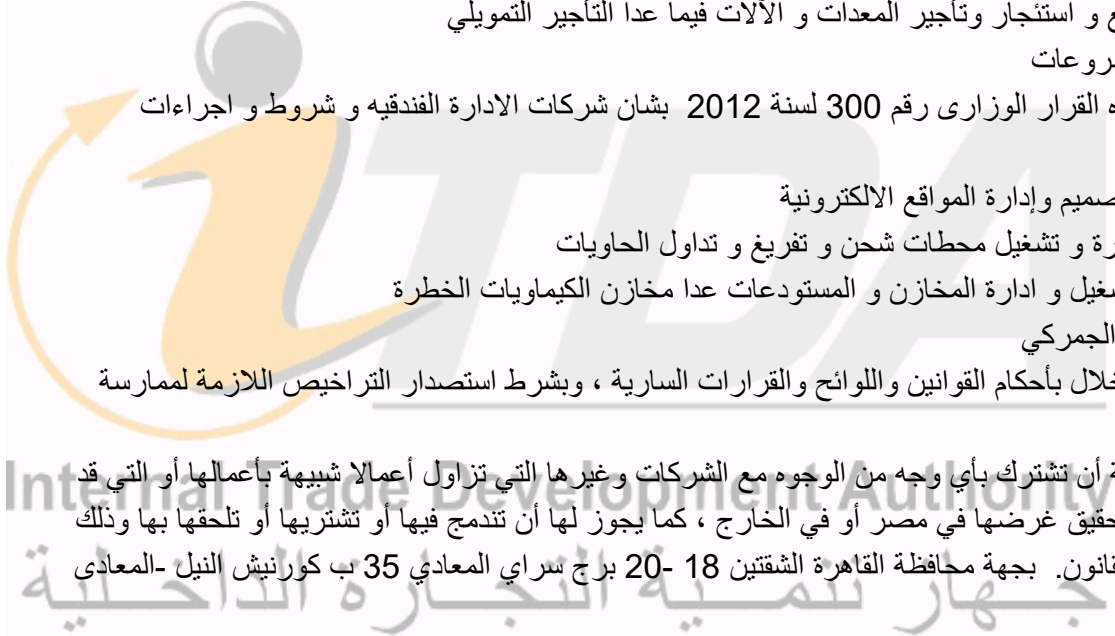 ع و استئجار وتأجير المعدات و الآلات فيما عدا التأجير التمويلي
روعات
ه القرار الوزارى رقم 300 لسنة 2012 بشان شركات الادارة الفندقيه و شروط و اجراءات
صميم وإدارة المواقع الالكترونية
رة و تشغيل محطات شحن و تفريغ و تداول الحاويات
شغيل و ادارة المخازن و المستودعات عدا مخازن الكيماويات الخطرة
الجمركي
خلال بأحكام القوانين واللوائح والقرارات السارية ، وبشرط استصدار التراخيص اللازمة لممارسة
ة أن تشترك بأي وجه من الوجوه مع الشركات وغيرها التي تزاول أعمالا شبيهة بأعمالها أو التي قد
حقيق غرضها في مصر أو في الخارج ، كما يجوز لها أن تندمج فيها أو تشتريها أو تلحقها بها وذلك
قانون. بجهة محافظة القاهرة الشقتين 18 -20 برج سراي المعادي 35 ب كورنيش النيل -المعادى
iTDA
Internal Trade Development Authority
جهاز تنمية التجارة الداخلية